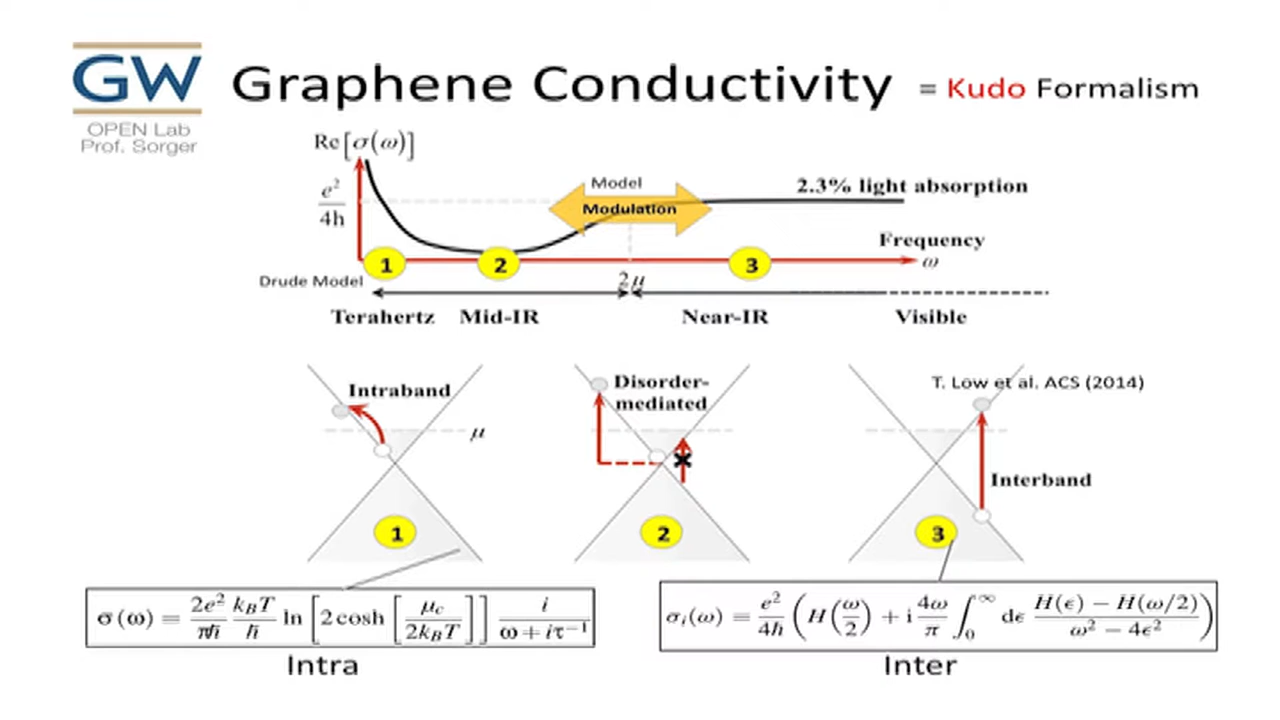 GW
OPEN Lab
Prof. Sorger
Graphene Conductivity = Kudo Formalism
Re[σ(ω)]
e²/4h
Model
Modulation
2.3% light absorption
Frequency
ω
1 2 3
Drude Model
2μ
Terahertz Mid-IR Near-IR Visible
Intraband
μ
1
Disorder-
mediated
2
T. Low et al. ACS (2014)
Interband
3
σ(ω) = 2e²/πħ k_BT/ħ ln [2 cosh [μ_c/2k_BT]] i/ω + iτ⁻¹
Intra
σ_i(ω) = e²/4ħ (H(ω/2) + i 4ω/π ∫₀^∞ dϵ H(ϵ) − H(ω/2)/ω² − 4ϵ²)
Inter